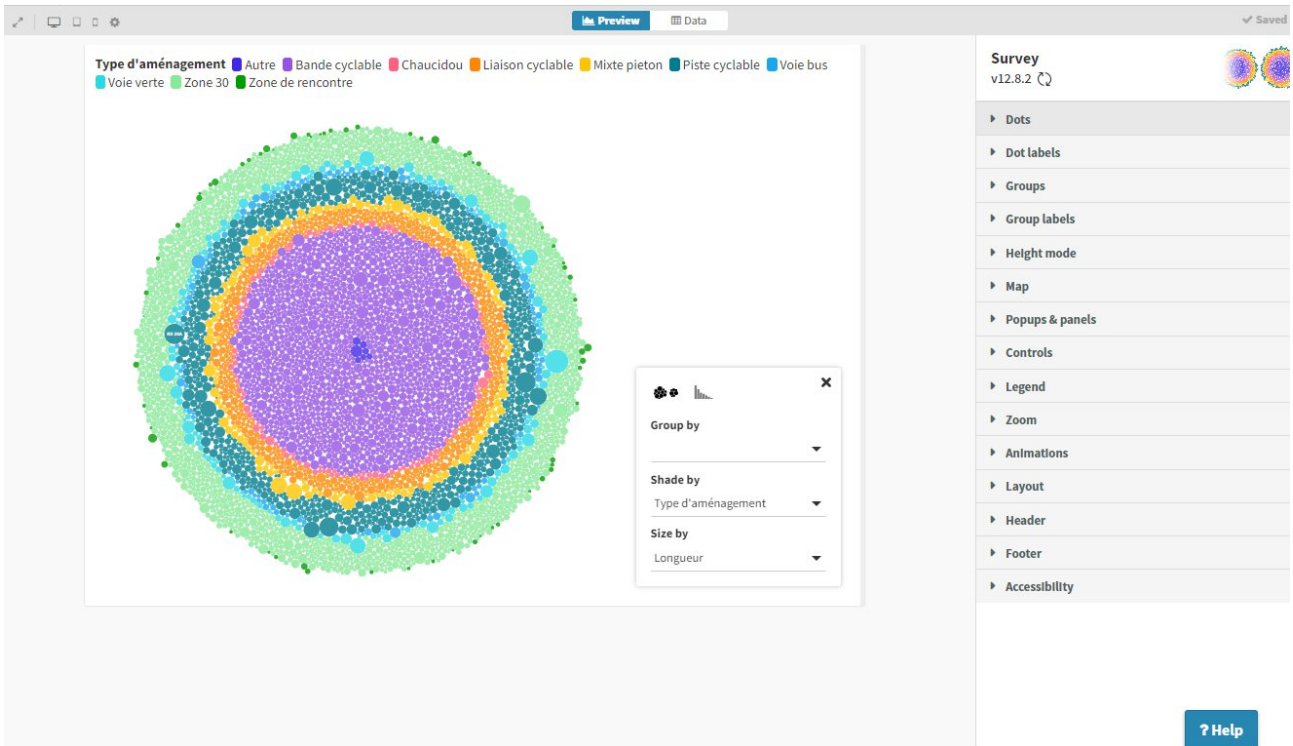 Preview
Data
Saved
Type d'aménagement Autre Bande cyclable Chaucidou Liaison cyclable Mixte pieton Piste cyclable Voie bus
Voie verte Zone 30 Zone de rencontre
Group by
Shade by
Type d'aménagement
Size by
Longueur
Survey
v12.8.2
Dots
Dot labels
Groups
Group labels
Height mode
Map
Popups & panels
Controls
Legend
Zoom
Animations
Layout
Header
Footer
Accessibility
? Help